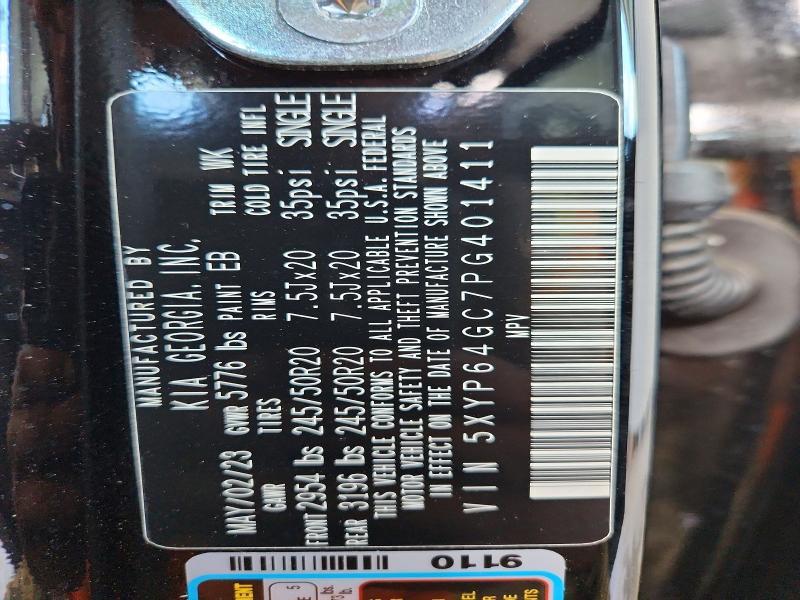 MANUFACTURED BY
KIA GEORGIA, INC.
MAY/02/23 GVWR 5776 lbs PAINT EB TRIM WK
GAWR TIRES RIMS COLD TIRE INFL
FRONT 2954 lbs 245/50R20 7.5Jx20 35psi SINGLE
REAR 3196 lbs 245/50R20 7.5Jx20 35psi SINGLE
THIS VEHICLE CONFORMS TO ALL APPLICABLE U.S.A. FEDERAL
MOTOR VEHICLE SAFETY AND THEFT PREVENTION STANDARDS
IN EFFECT ON THE DATE OF MANUFACTURE SHOWN ABOVE
VIN 5XYP64GC7PG401411
MPV
9110